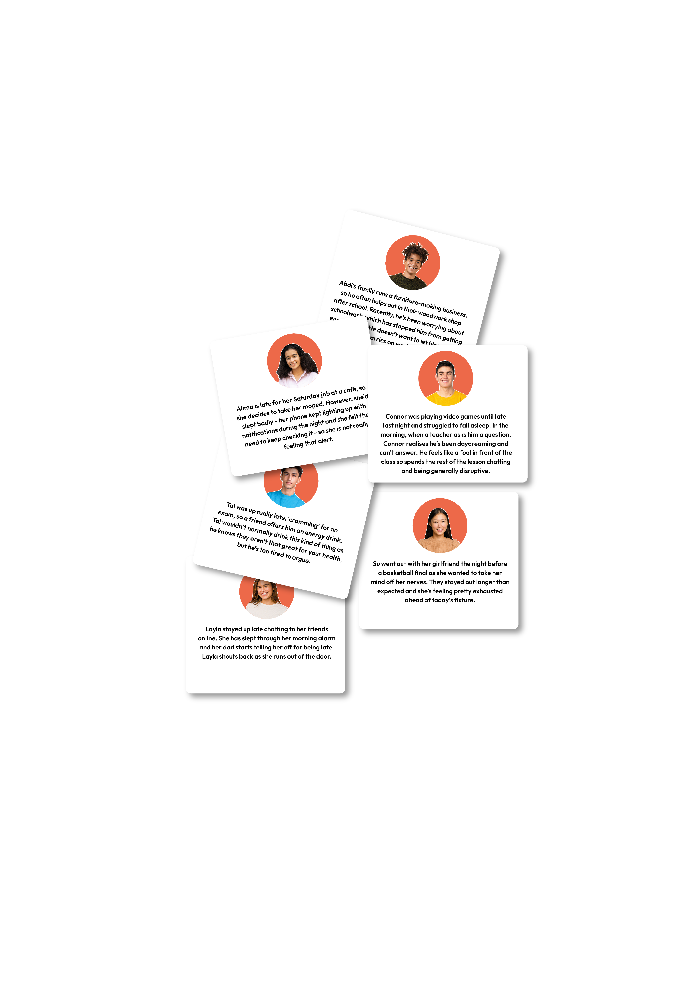 Abdi’s family runs a furniture-making business,
so he often helps out in their woodwork shop
after school. Recently, he’s been worrying about
which has stopped him from getting
He doesn’t want to let his
on
Alima is late for her Saturday job at a café, so
she decides to take her moped. However, she’d
slept badly - her phone kept lighting up with
notifications during the night and she felt the
need to keep checking it - so she is not really
feeling that alert.
Connor was playing video games until late
last night and struggled to fall asleep. In the
morning, when a teacher asks him a question,
Connor realises he’s been daydreaming and
can’t answer. He feels like a fool in front of the
class so spends the rest of the lesson chatting
and being generally disruptive.
Tal was up really late, ‘cramming’ for an
exam, so a friend offers him an energy drink.
Tal wouldn’t normally drink this kind of thing as
he knows they aren’t that great for your health,
but he’s too tired to argue.
Su went out with her girlfriend the night before
a basketball final as she wanted to take her
mind off her nerves. They stayed out longer than
expected and she’s feeling pretty exhausted
ahead of today’s fixture.
Layla stayed up late chatting to her friends
online. She has slept through her morning alarm
and her dad starts telling her off for being late.
Layla shouts back as she runs out of the door.